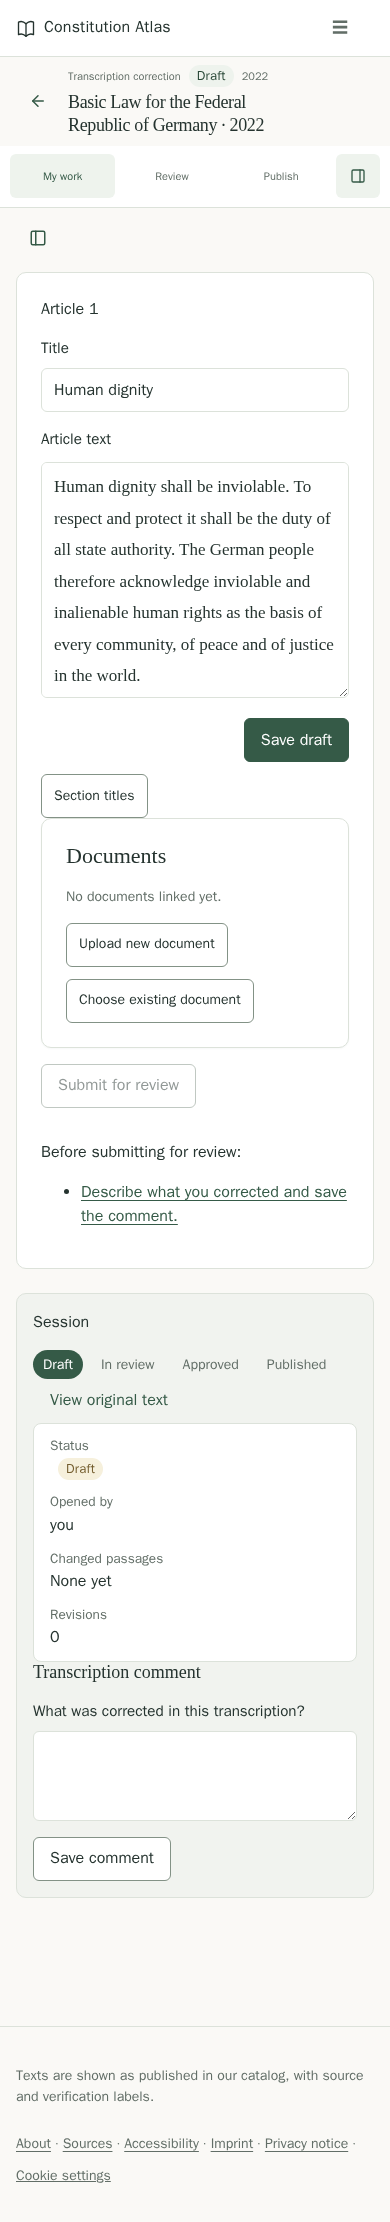 Constitution Atlas
Transcription correction Draft 2022
Basic Law for the Federal
Republic of Germany · 2022
My work Review Publish
Article 1
Title
Human dignity
Article text
Human dignity shall be inviolable. To
respect and protect it shall be the duty of
all state authority. The German people
therefore acknowledge inviolable and
inalienable human rights as the basis of
every community, of peace and of justice
in the world.
Save draft
Section titles
Documents
No documents linked yet.
Upload new document
Choose existing document
Submit for review
Before submitting for review:
• Describe what you corrected and save
the comment.
Session
Draft In review Approved Published
View original text
Status
Draft
Opened by
you
Changed passages
None yet
Revisions
0
Transcription comment
What was corrected in this transcription?
Save comment
Texts are shown as published in our catalog, with source
and verification labels.
About · Sources · Accessibility · Imprint · Privacy notice ·
Cookie settings